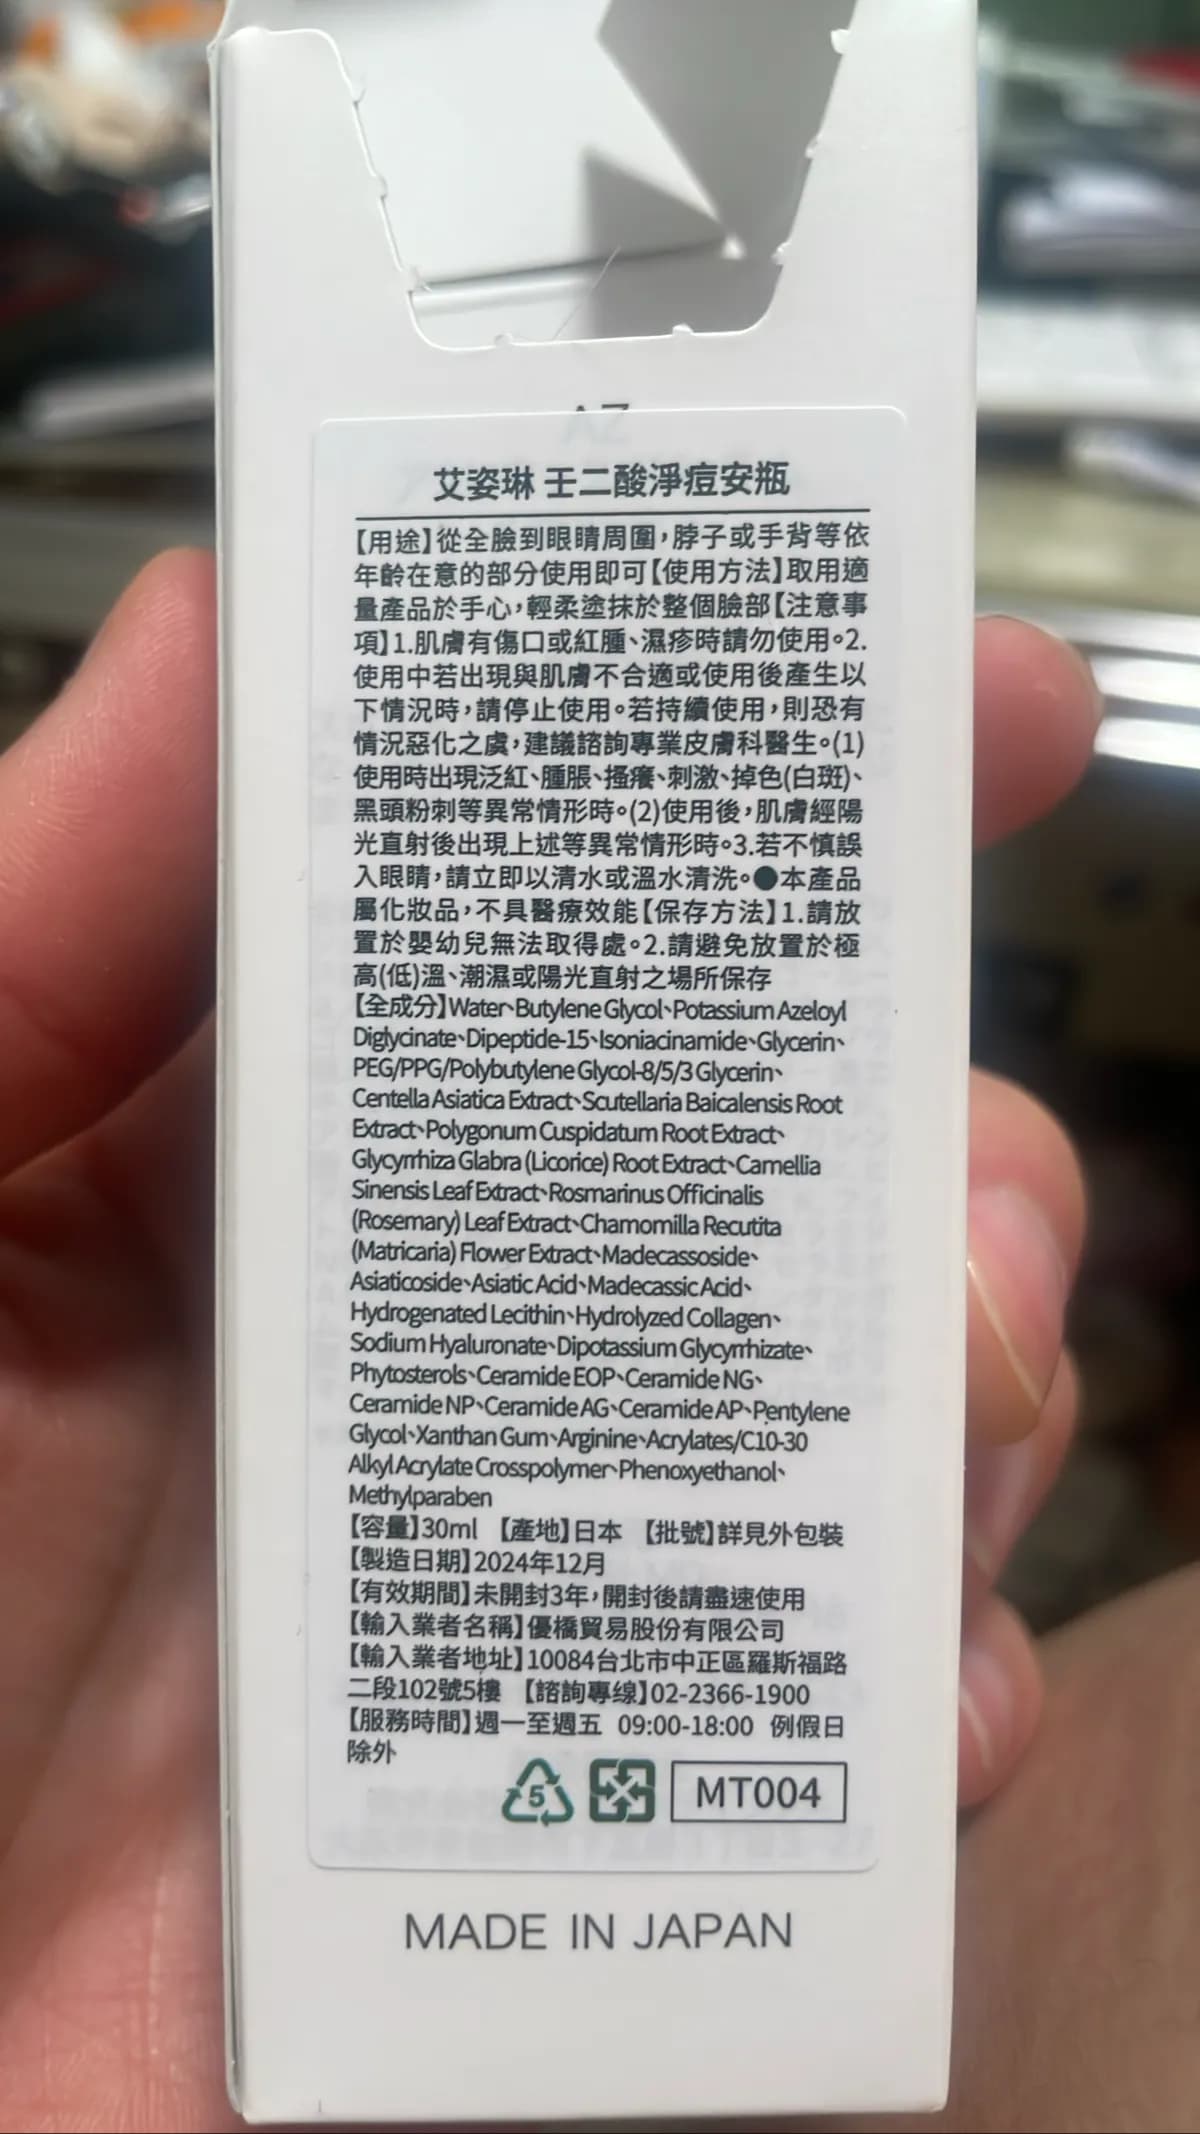 AZ
艾姿琳 壬二酸淨痘安瓶
【用途】從全臉到眼睛周圍,脖子或手背等依
年齡在意的部分使用即可【使用方法】取用適
量產品於手心,輕柔塗抹於整個臉部【注意事
項】1.肌膚有傷口或紅腫、濕疹時請勿使用。2.
使用中若出現與肌膚不合適或使用後產生以
下情況時,請停止使用。若持續使用,則恐有
情況惡化之虞,建議諮詢專業皮膚科醫生。(1)
使用時出現泛紅、腫脹、搔癢、刺激、掉色(白斑)、
黑頭粉刺等異常情形時。(2)使用後,肌膚經陽
光直射後出現上述等異常情形時。3.若不慎誤
入眼睛,請立即以清水或溫水清洗。●本產品
屬化妝品,不具醫療效能【保存方法】1.請放
置於嬰幼兒無法取得處。2.請避免放置於極
高(低)溫、潮濕或陽光直射之場所保存
【全成分】Water、Butylene Glycol、Potassium Azeloyl
Diglycinate、Dipeptide-15、Isoniacinamide、Glycerin、
PEG/PPG/Polybutylene Glycol-8/5/3 Glycerin、
Centella Asiatica Extract、Scutellaria Baicalensis Root
Extract、Polygonum Cuspidatum Root Extract、
Glycyrrhiza Glabra (Licorice) Root Extract、Camellia
Sinensis Leaf Extract、Rosmarinus Officinalis
(Rosemary) Leaf Extract、Chamomilla Recutita
(Matricaria) Flower Extract、Madecassoside、
Asiaticoside、Asiatic Acid、Madecassic Acid、
Hydrogenated Lecithin、Hydrolyzed Collagen、
Sodium Hyaluronate、Dipotassium Glycyrrhizate、
Phytosterols、Ceramide EOP、Ceramide NG、
Ceramide NP、Ceramide AG、Ceramide AP、Pentylene
Glycol、Xanthan Gum、Arginine、Acrylates/C10-30
Alkyl Acrylate Crosspolymer、Phenoxyethanol、
Methylparaben
【容量】30ml 【產地】日本 【批號】詳見外包裝
【製造日期】2024年12月
【有效期間】未開封3年,開封後請盡速使用
【輸入業者名稱】優橋貿易股份有限公司
【輸入業者地址】10084台北市中正區羅斯福路
二段102號5樓 【諮詢專線】02-2366-1900
【服務時間】週一至週五 09:00-18:00 例假日
除外
5 MT004
MADE IN JAPAN